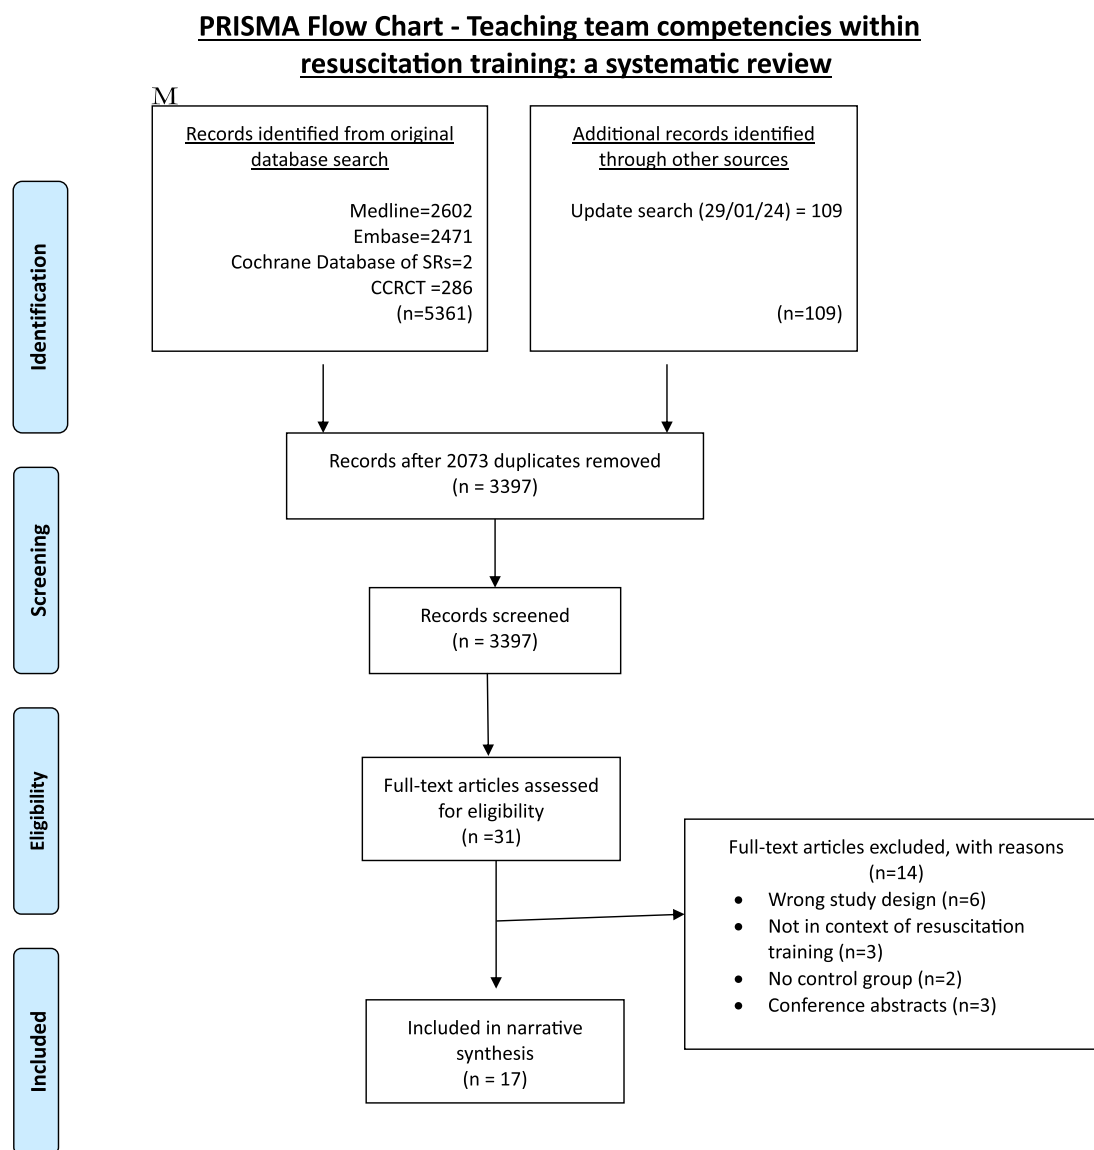 PRISMA Flow Chart - Teaching team competencies within
resuscitation training: a systematic review
M
Records identified from original
database search
Medline=2602
Embase=2471
Cochrane Database of SRs=2
CCRCT =286
(n=5361)
Additional records identified
through other sources
Update search (29/01/24) = 109
(n=109)
Identification
Records after 2073 duplicates removed
(n = 3397)
Screening
Records screened
(n = 3397)
Eligibility
Full-text articles assessed
for eligibility
(n =31)
Full-text articles excluded, with reasons
(n=14)
• Wrong study design (n=6)
• Not in context of resuscitation
training (n=3)
• No control group (n=2)
• Conference abstracts (n=3)
Included
Included in narrative
synthesis
(n = 17)